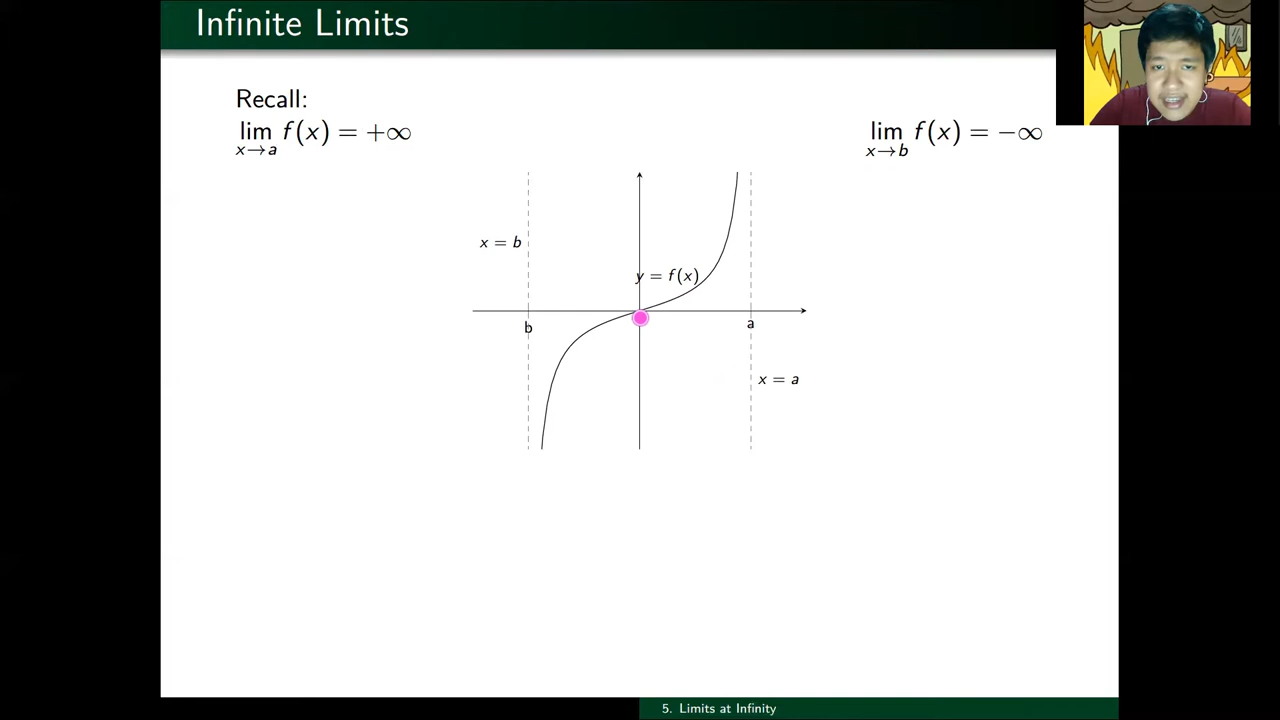 Infinite Limits
Recall:
lim f(x) = +∞
x→a
lim f(x) = −∞
x→b
x = b
y = f(x)
b
a
x = a
5. Limits at Infinity